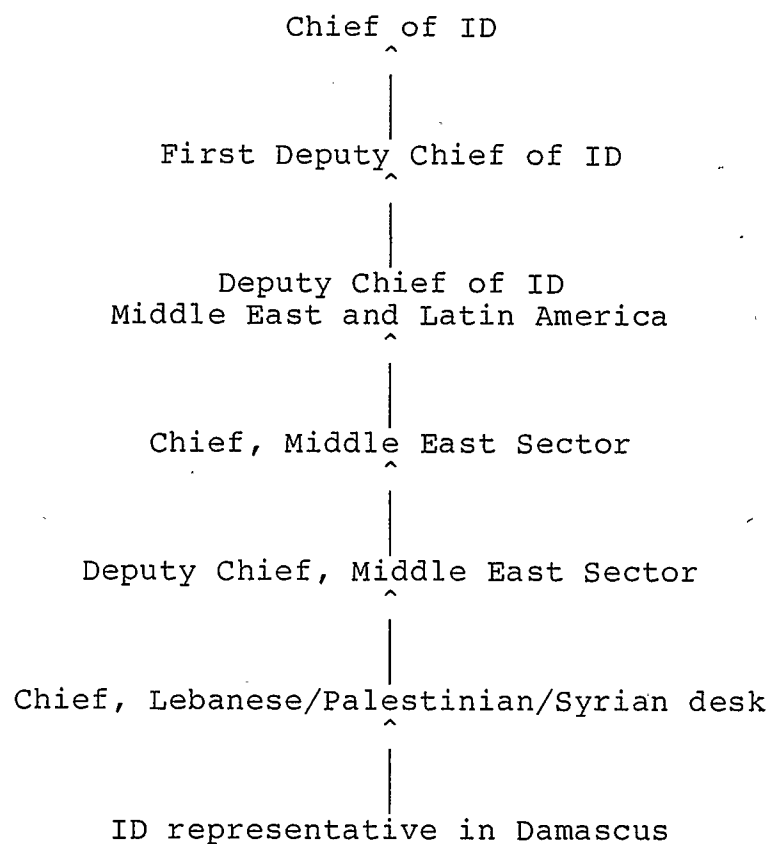 Chief of ID
First Deputy Chief of ID
Deputy Chief of ID
Middle East and Latin America
Chief, Middle East Sector
Deputy Chief, Middle East Sector
Chief, Lebanese/Palestinian/Syrian desk
ID representative in Damascus